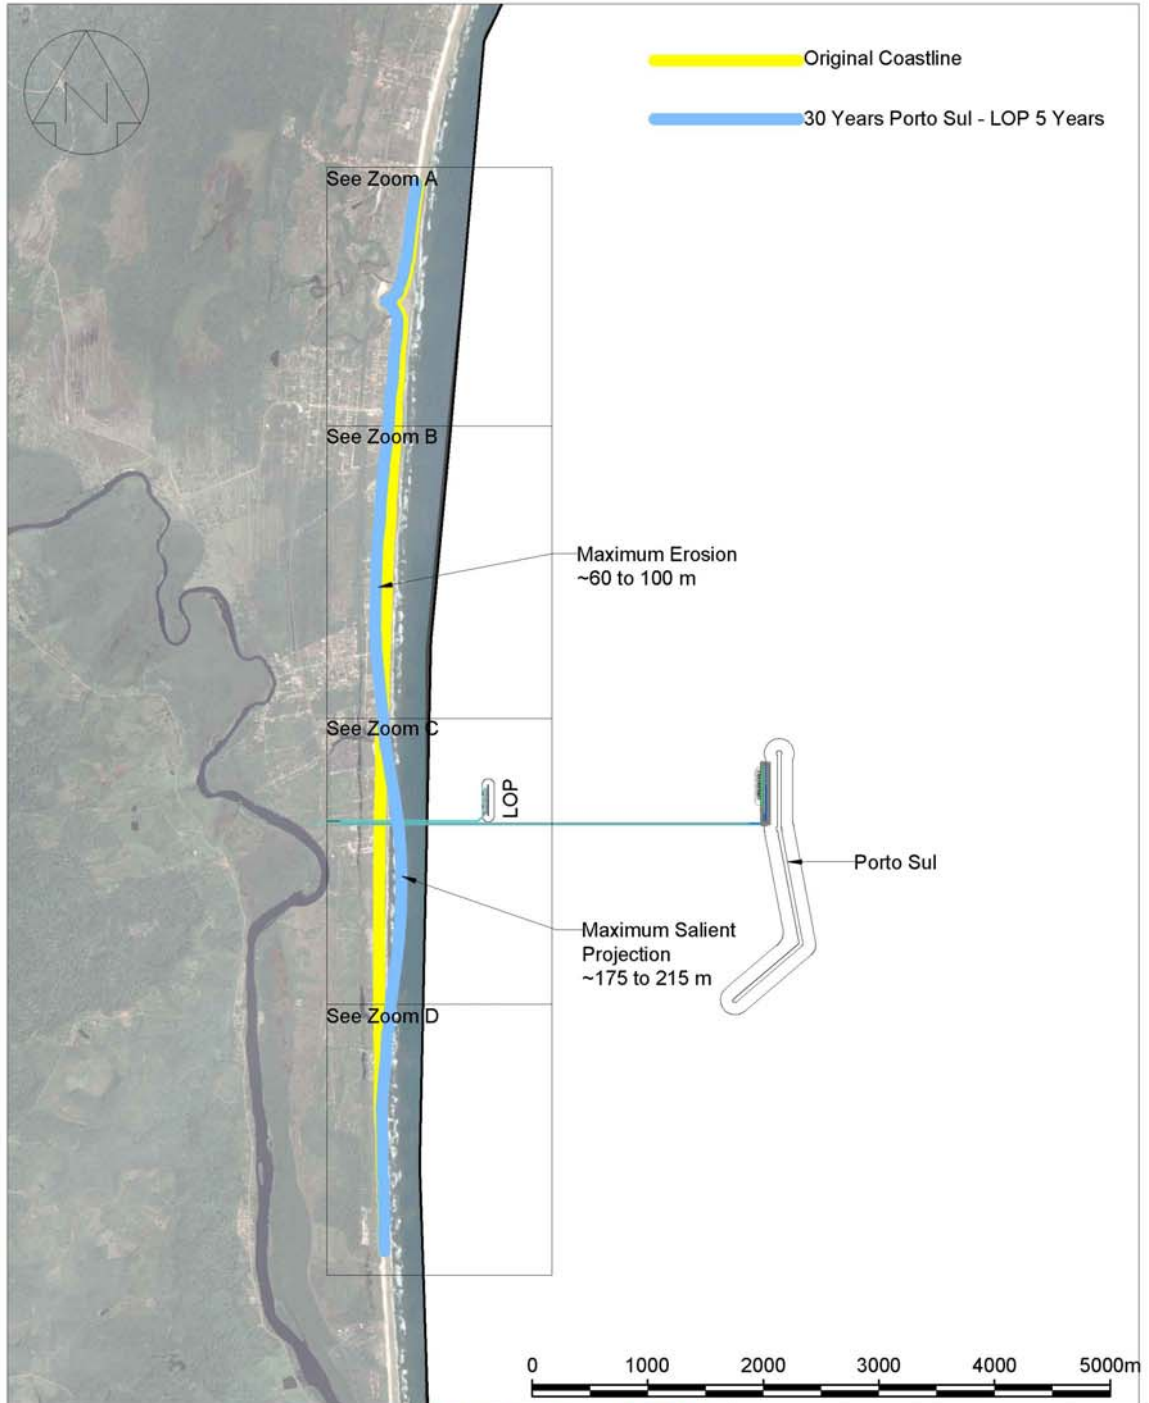 N
Original Coastline
30 Years Porto Sul - LOP 5 Years
See Zoom A
See Zoom B
Maximum Erosion
~60 to 100 m
See Zoom C
LOP
Porto Sul
Maximum Salient
Projection
~175 to 215 m
See Zoom D
0 1000 2000 3000 4000 5000m